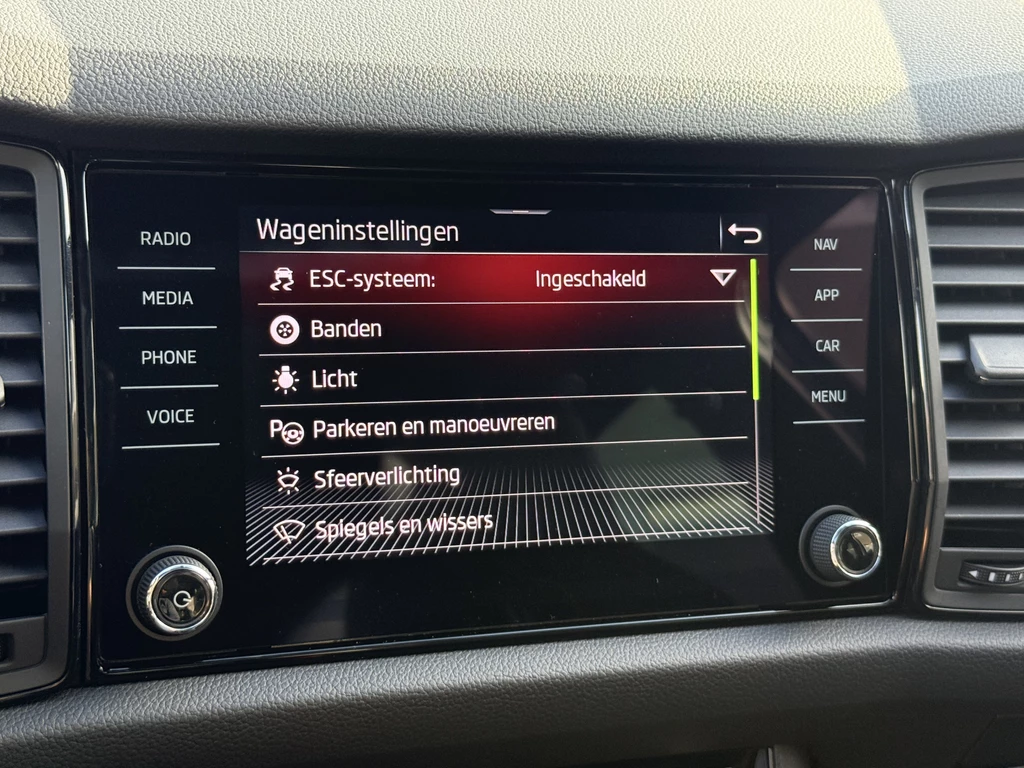 Wageninstellingen
RADIO
MEDIA
PHONE
VOICE
ESC-systeem: Ingeschakeld
Banden
Licht
P Parkeren en manoeuvreren
Sfeerverlichting
Spiegels en wissers
NAV
APP
CAR
MENU